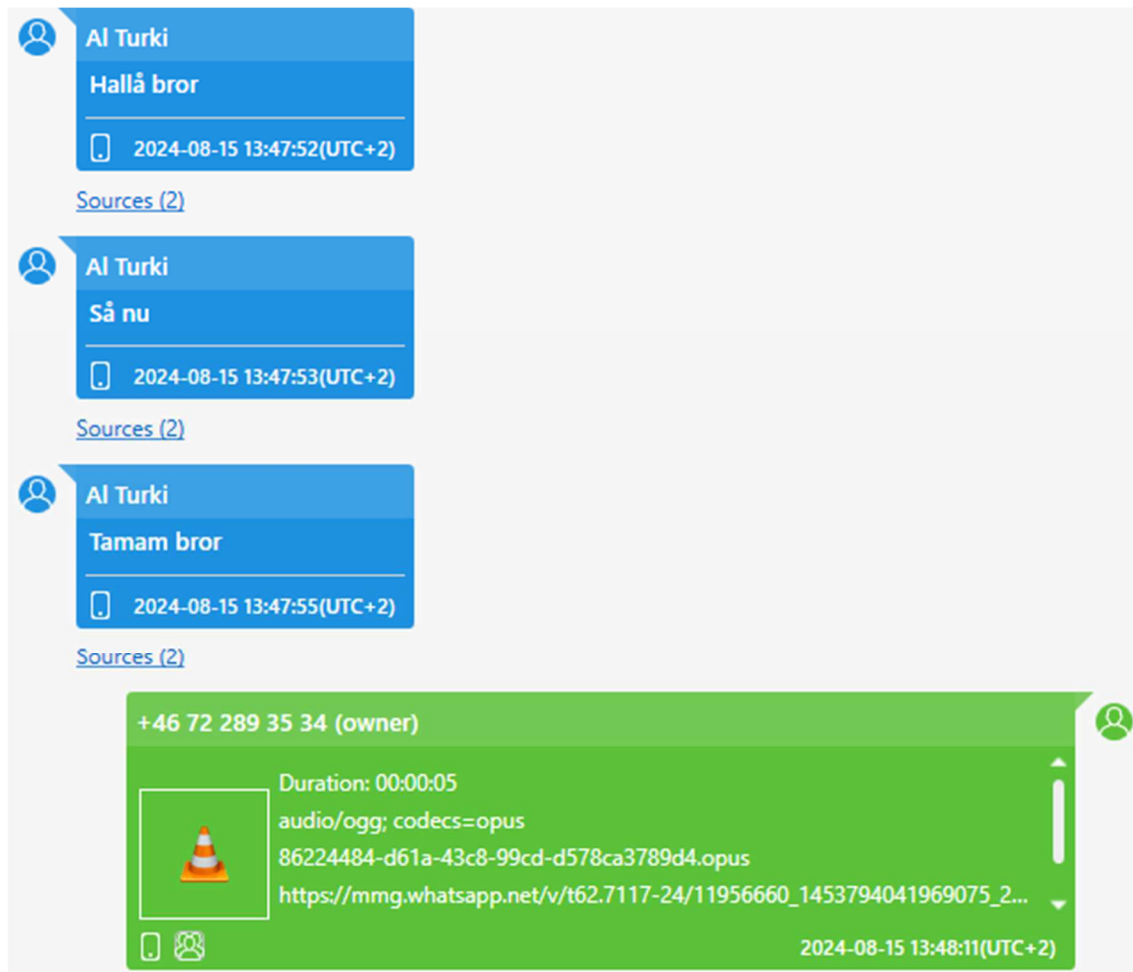 Al Turki
Hallå bror
2024-08-15 13:47:52(UTC+2)
Sources (2)
Al Turki
Så nu
2024-08-15 13:47:53(UTC+2)
Sources (2)
Al Turki
Tamam bror
2024-08-15 13:47:55(UTC+2)
Sources (2)
+46 72 289 35 34 (owner)
Duration: 00:00:05
audio/ogg; codecs=opus
86224484-d61a-43c8-99cd-d578ca3789d4.opus
https://mmg.whatsapp.net/v/t62.7117-24/11956660_1453794041969075_2...
2024-08-15 13:48:11(UTC+2)